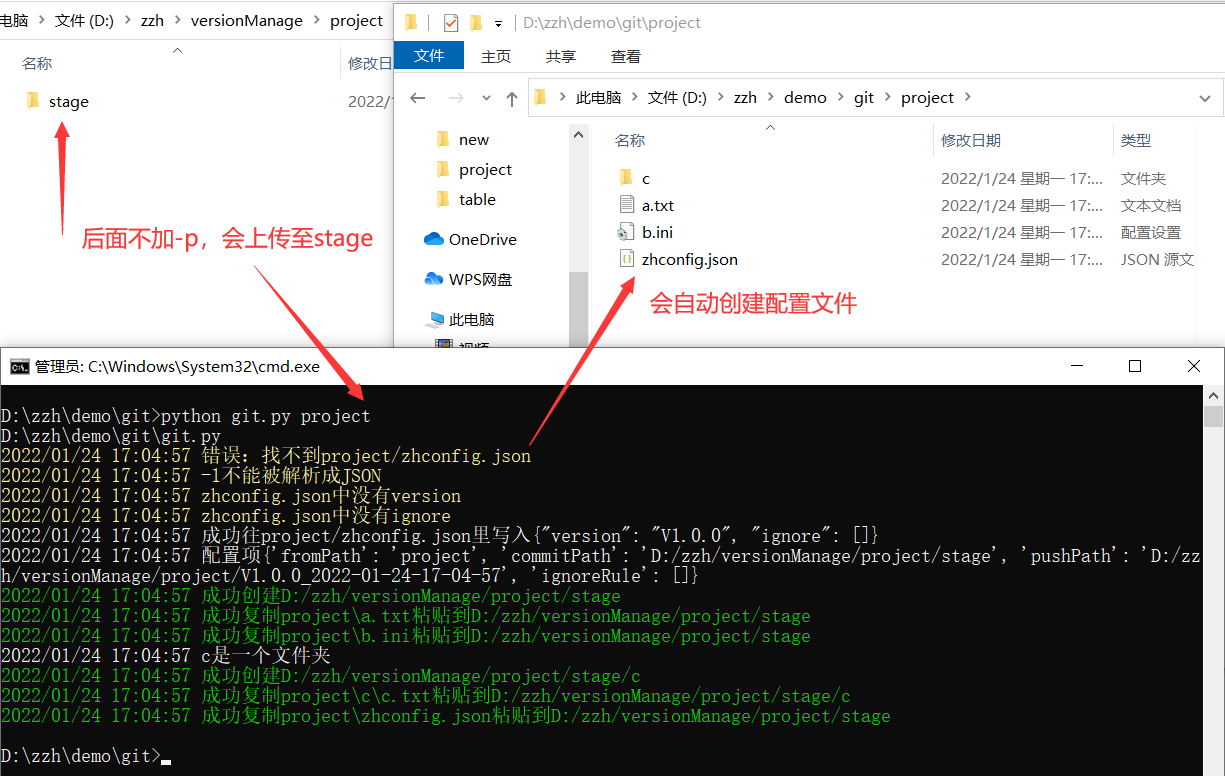 电脑 > 文件 (D:) > zzh > versionManage > project
名称
修改日
stage
2022/
后面不加-p，会上传至stage
D:\zzh\demo\git\project
文件 主页 共享 查看
此电脑 > 文件 (D:) > zzh > demo > git > project >
new
project
table
OneDrive
WPS网盘
此电脑
视频
名称 修改日期 类型
c 2022/1/24 星期一 17:... 文件夹
a.txt 2022/1/24 星期一 17:... 文本文档
b.ini 2022/1/24 星期一 17:... 配置设置
zhconfig.json 2022/1/24 星期一 17:... JSON 源文
会自动创建配置文件
管理员: C:\Windows\System32\cmd.exe
D:\zzh\demo\git>python git.py project
D:\zzh\demo\git\git.py
2022/01/24 17:04:57 错误: 找不到project/zhconfig.json
2022/01/24 17:04:57 -1不能被解析成JSON
2022/01/24 17:04:57 zhconfig.json中没有version
2022/01/24 17:04:57 zhconfig.json中没有ignore
2022/01/24 17:04:57 成功往project/zhconfig.json里写入{"version": "V1.0.0", "ignore": []}
2022/01/24 17:04:57 配置项{'fromPath': 'project', 'commitPath': 'D:/zzh/versionManage/project/stage', 'pushPath': 'D:/zz
h/versionManage/project/V1.0.0_2022-01-24-17-04-57', 'ignoreRule': []}
2022/01/24 17:04:57 成功创建D:/zzh/versionManage/project/stage
2022/01/24 17:04:57 成功复制project\a.txt粘贴到D:/zzh/versionManage/project/stage
2022/01/24 17:04:57 成功复制project\b.ini粘贴到D:/zzh/versionManage/project/stage
2022/01/24 17:04:57 c是一个文件夹
2022/01/24 17:04:57 成功创建D:/zzh/versionManage/project/stage/c
2022/01/24 17:04:57 成功复制project\c\c.txt粘贴到D:/zzh/versionManage/project/stage/c
2022/01/24 17:04:57 成功复制project\zhconfig.json粘贴到D:/zzh/versionManage/project/stage
D:\zzh\demo\git>